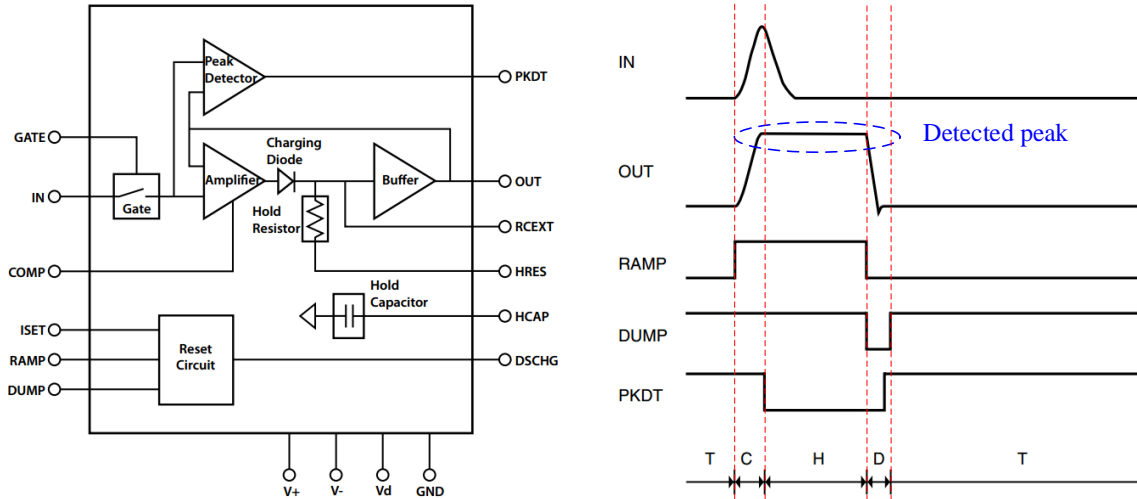 Peak
Detector
PKDT
GATE
Charging
Diode
IN
Gate
Amplifier
Buffer
OUT
Hold
Resistor
RCEXT
COMP
HRES
Hold
Capacitor
HCAP
ISET
RAMP
DUMP
Reset
Circuit
DSCHG
V+
V-
Vd
GND
IN
Detected peak
OUT
RAMP
DUMP
PKDT
T C H D T